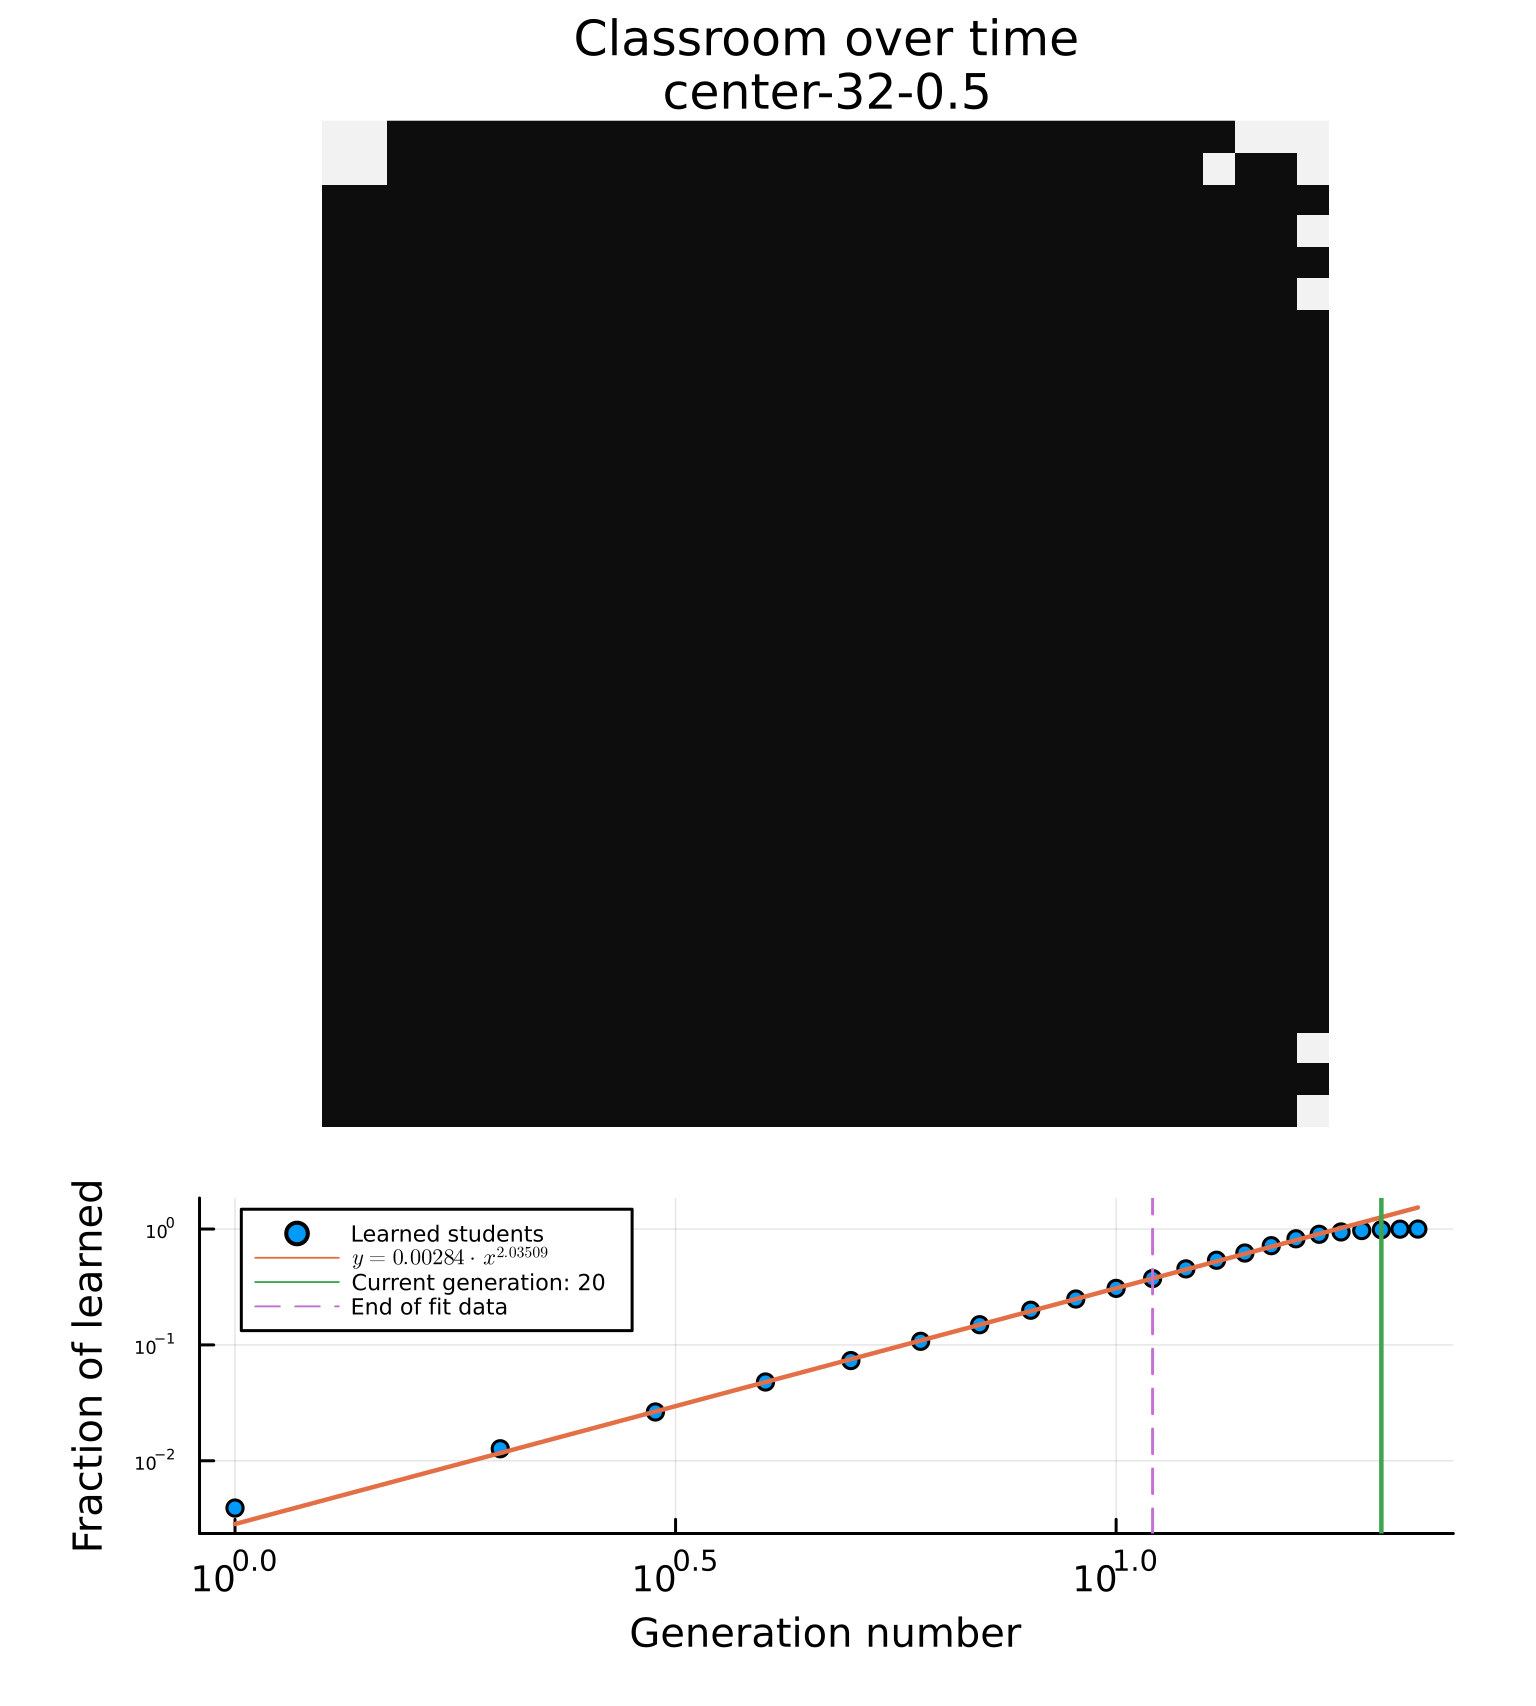 Classroom over time
center-32-0.5
Fraction of learned
10^0
10^-1
10^-2
Learned students
y = 0.00284 · x^2.03509
Current generation: 20
End of fit data
10^0.0
10^0.5
10^1.0
Generation number